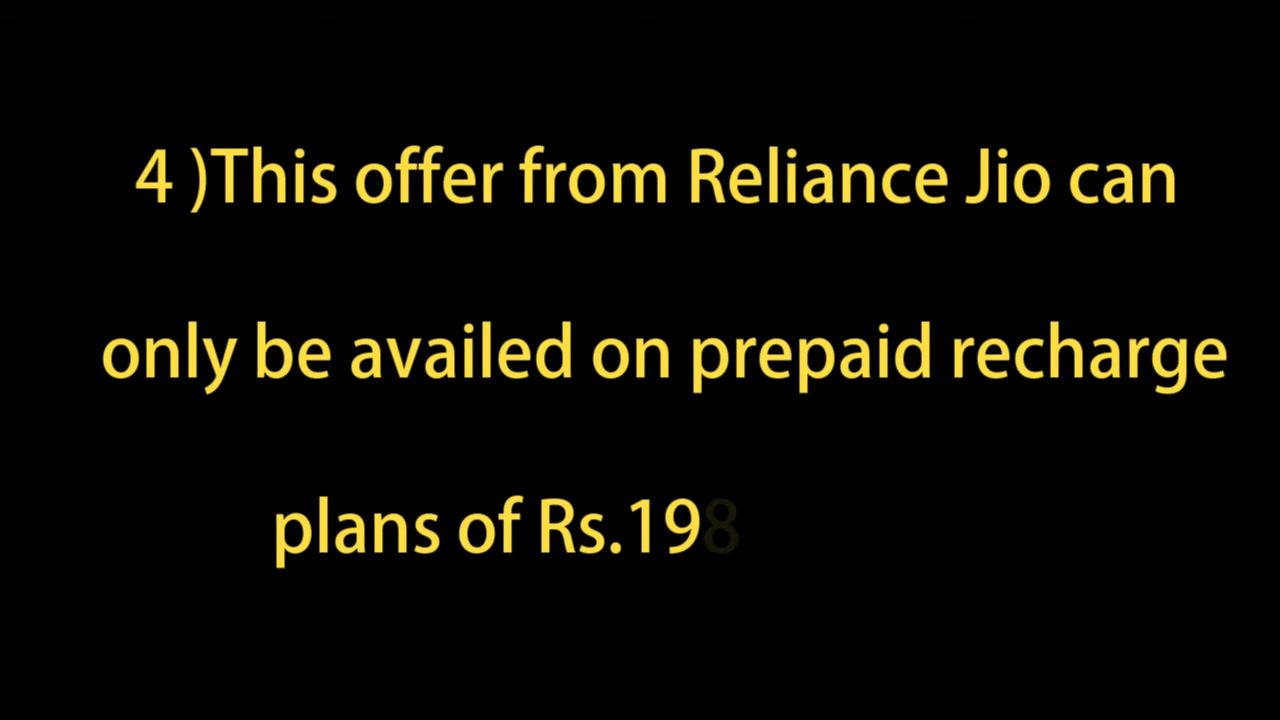 4 )This offer from Reliance Jio can
only be availed on prepaid recharge
plans of Rs.198